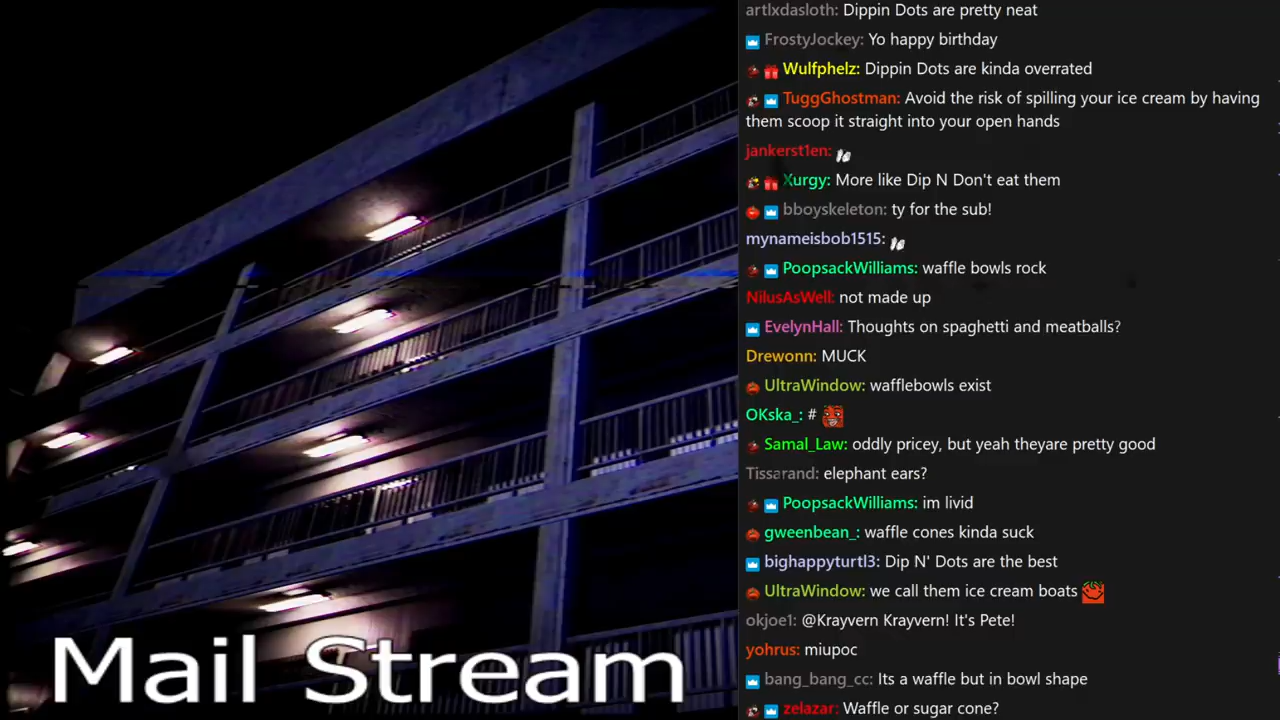 artlxdasloth: Dippin Dots are pretty neat
FrostyJockey: Yo happy birthday
Wulfphelz: Dippin Dots are kinda overrated
TuggGhostman: Avoid the risk of spilling your ice cream by having
them scoop it straight into your open hands
jankerst1en:
Xurgy: More like Dip N Don't eat them
bboyskeleton: ty for the sub!
mynameisbob1515:
PoopsackWilliams: waffle bowls rock
NilusAsWell: not made up
EvelynHall: Thoughts on spaghetti and meatballs?
Drewonn: MUCK
UltraWindow: wafflebowls exist
OKska_: #
Samal_Law: oddly pricey, but yeah theyare pretty good
Tissarand: elephant ears?
PoopsackWilliams: im livid
gweenbean_: waffle cones kinda suck
bighappyturtl3: Dip N' Dots are the best
UltraWindow: we call them ice cream boats
okjoe1: @Krayvern Krayvern! It's Pete!
yohrus: miupoc
bang_bang_cc: Its a waffle but in bowl shape
zelazar: Waffle or sugar cone?
Mail Stream